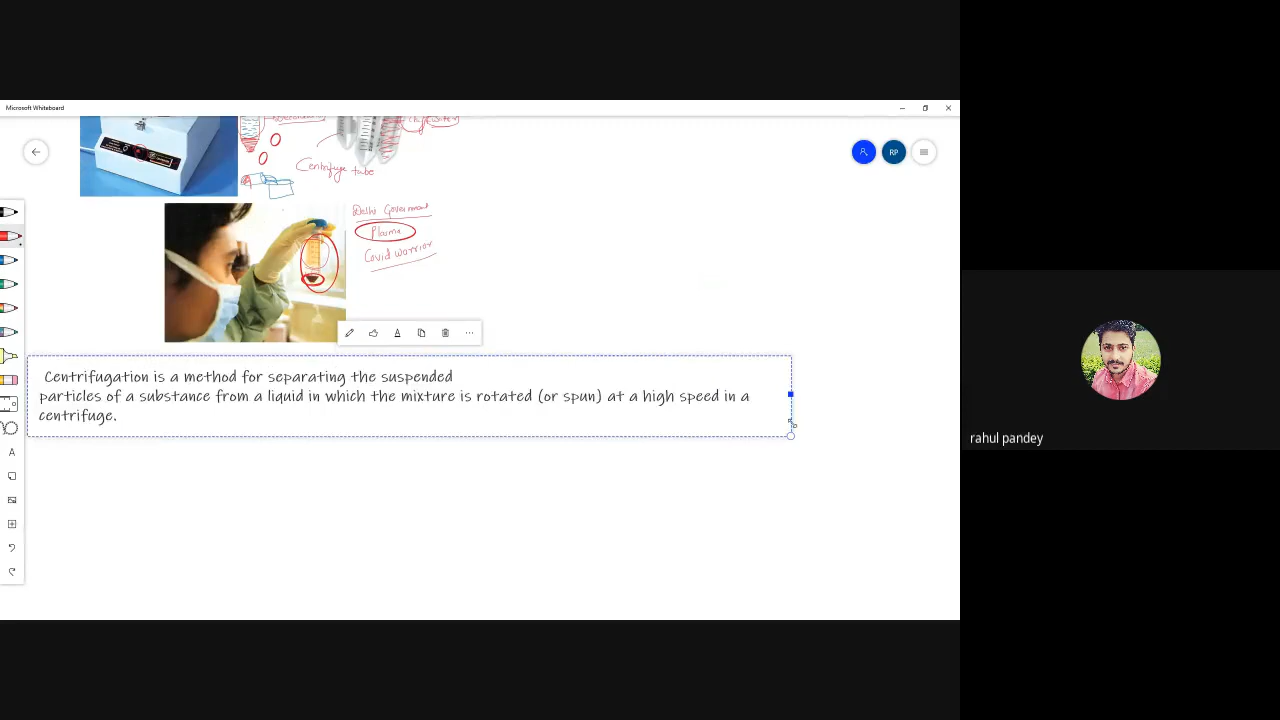 Microsoft Whiteboard
RP
Centrifuge tube
Delhi Government
Plasma
Covid warrior
Centrifugation is a method for separating the suspended
particles of a substance from a liquid in which the mixture is rotated (or spun) at a high speed in a
centrifuge.
A
rahul pandey